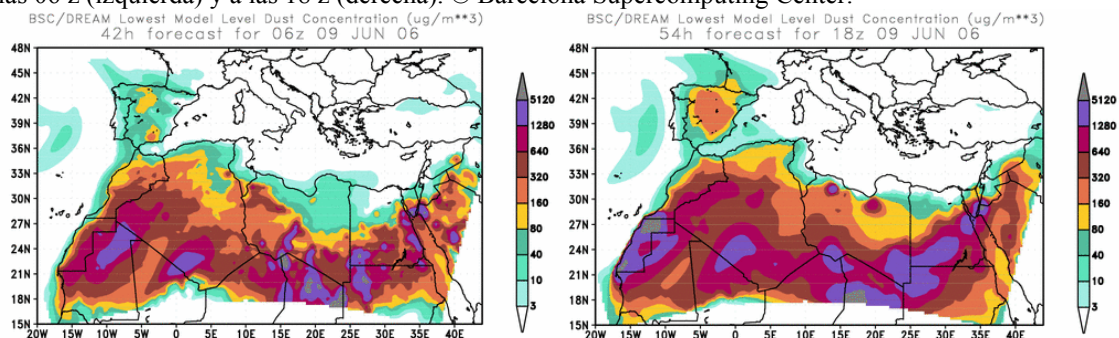 las 06 z (izquierda) y a las 18 z (derecha). © Barcelona Supercomputing Center.
BSC/DREAM Lowest Model Level Dust Concentration (ug/m**3)
42h forecast for 06z 09 JUN 06
48N
45N
42N
39N
36N
33N
30N
27N
24N
21N
18N
15N
20W 15W 10W 5W 0 5E 10E 15E 20E 25E 30E 35E 40E
5120
1280
640
320
160
80
40
10
3
BSC/DREAM Lowest Model Level Dust Concentration (ug/m**3)
54h forecast for 18z 09 JUN 06
48N
45N
42N
39N
36N
33N
30N
27N
24N
21N
18N
15N
20W 15W 10W 5W 0 5E 10E 15E 20E 25E 30E 35E 40E
5120
1280
640
320
160
80
40
10
3